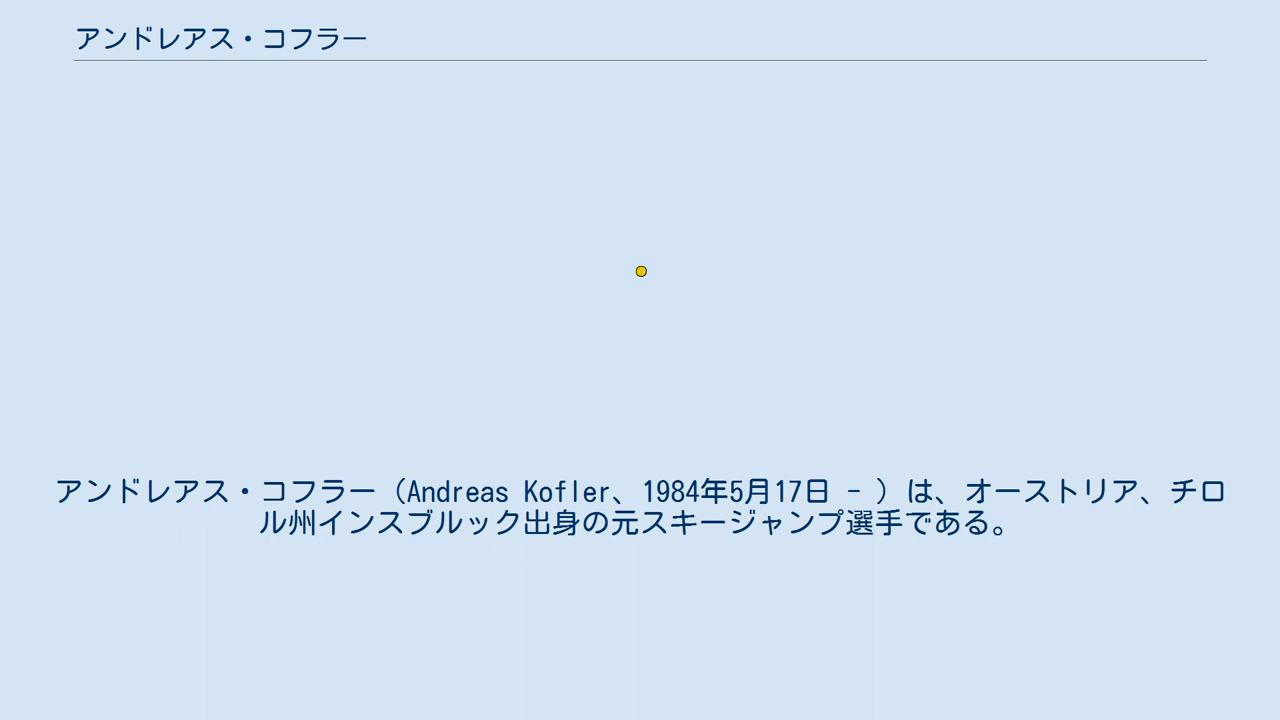 アンドレアス・コフラー
アンドレアス・コフラー（Andreas Kofler、1984年5月17日 - ）は、オーストリア、チロ
ル州インスブルック出身の元スキージャンプ選手である。